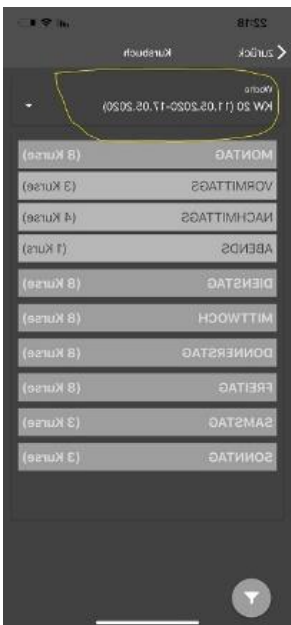 22:18
zurück Kursbuch
Woche
KW 20 (11.05.2020-17.05.2020)
MONTAG (8 Kurse)
VORMITTAGS (3 Kurse)
NACHMITTAGS (4 Kurse)
ABENDS (1 Kurs)
DIENSTAG (8 Kurse)
MITTWOCH (8 Kurse)
DONNERSTAG (8 Kurse)
FREITAG (8 Kurse)
SAMSTAG (3 Kurse)
SONNTAG (3 Kurse)